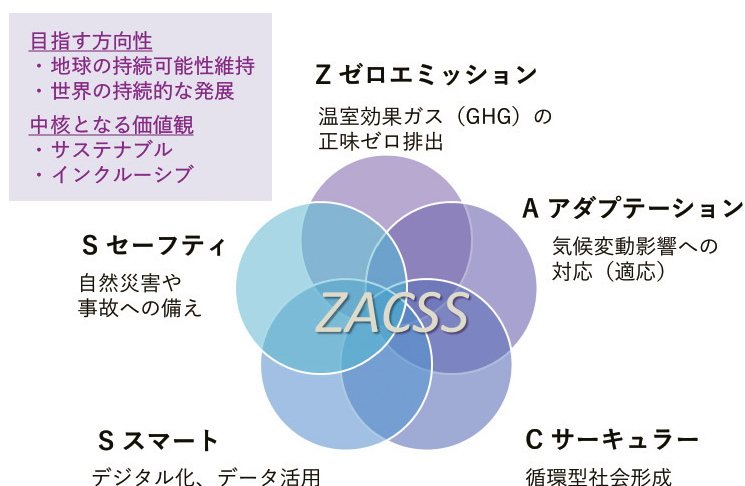 目指す方向性
・地球の持続可能性維持
・世界の持続的な発展
中核となる価値観
・サステナブル
・インクルーシブ
Z ゼロエミッション
温室効果ガス（GHG）の
正味ゼロ排出
A アダプテーション
気候変動影響への
対応（適応）
S セーフティ
自然災害や
事故への備え
ZACSS
S スマート
デジタル化、データ活用
C サーキュラー
循環型社会形成